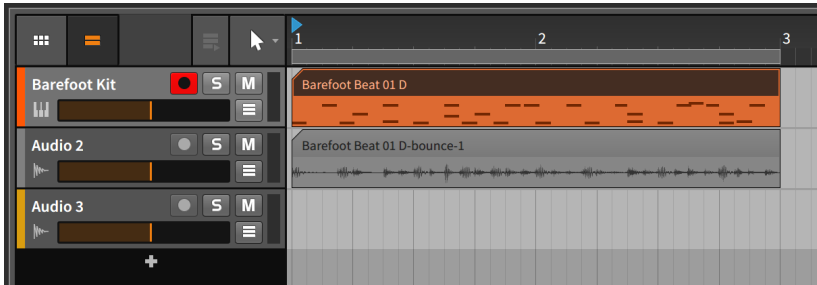 1 2 3
Barefoot Kit S M
Barefoot Beat 01 D
Audio 2 S M
Barefoot Beat 01 D-bounce-1
Audio 3 S M